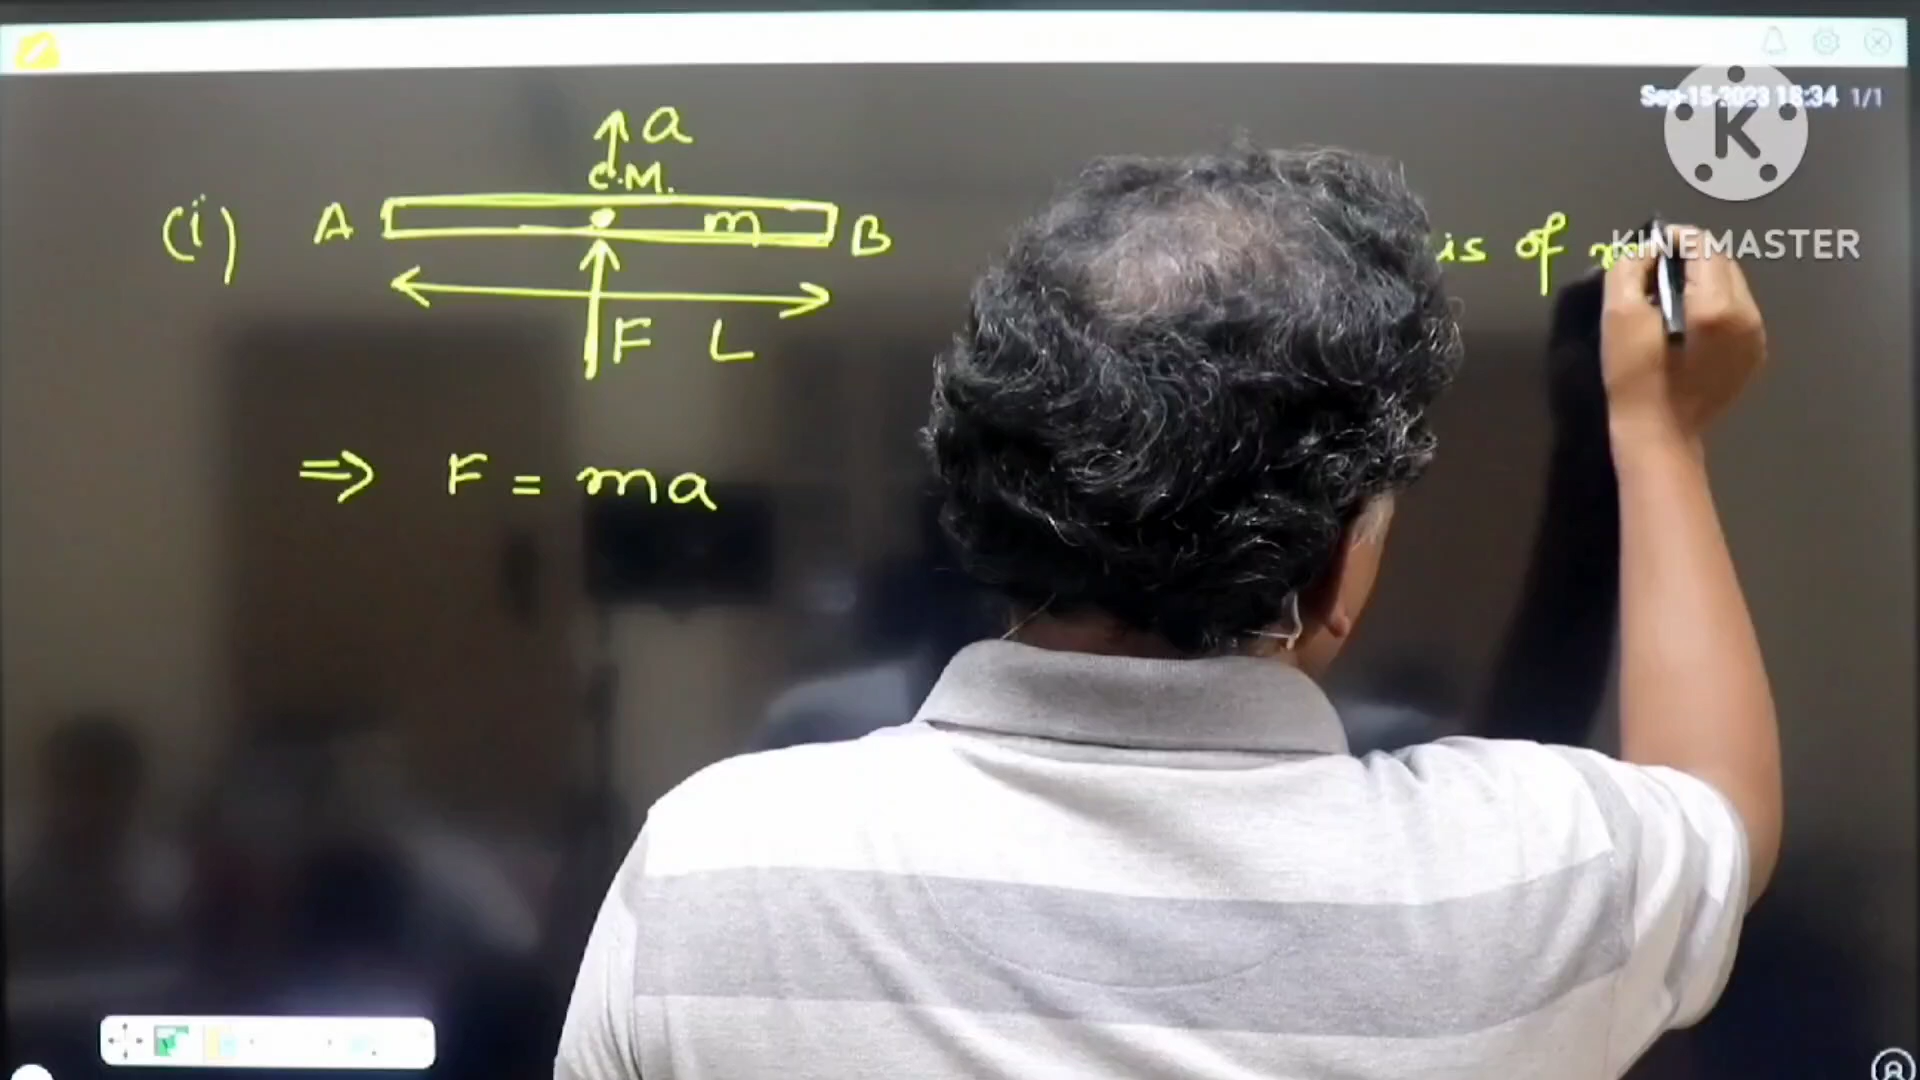 Sep-15-2023 18:34 1/1
K
KINEMASTER
a
C.M.
(i) A m B
is of
F L
⇒ F = ma